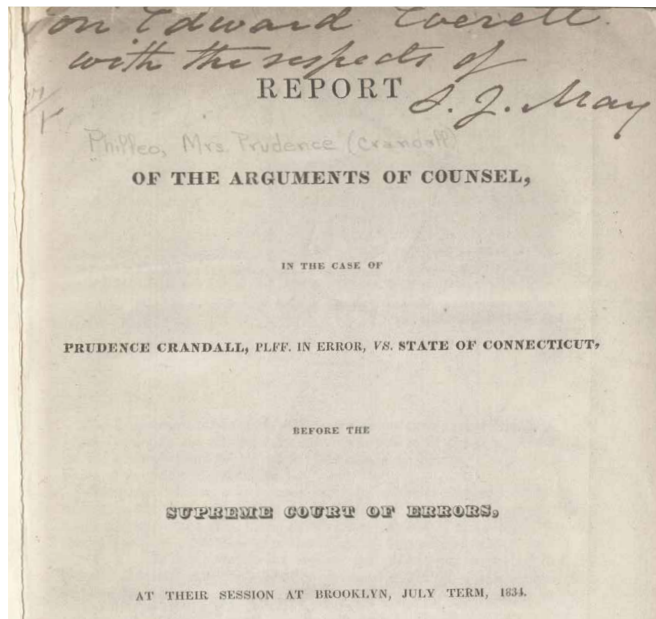 Hon Edward Everett.
with the respects of
S. J. May
REPORT
Philleo, Mrs. Prudence (Crandall)
OF THE ARGUMENTS OF COUNSEL,
IN THE CASE OF
PRUDENCE CRANDALL, PLFF. IN ERROR, VS. STATE OF CONNECTICUT,
BEFORE THE
SUPREME COURT OF ERRORS,
AT THEIR SESSION AT BROOKLYN, JULY TERM, 1834.